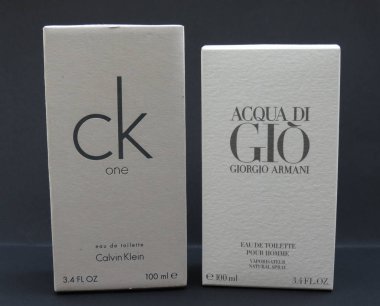 ck
one
eau de toilette
Calvin Klein
3.4 FL OZ 100 ml ℮
ACQUA DI
GIÒ
GIORGIO ARMANI
EAU DE TOILETTE
POUR HOMME
VAPORISATEUR
NATURAL SPRAY
℮ 100 ml 3.4 FL.OZ